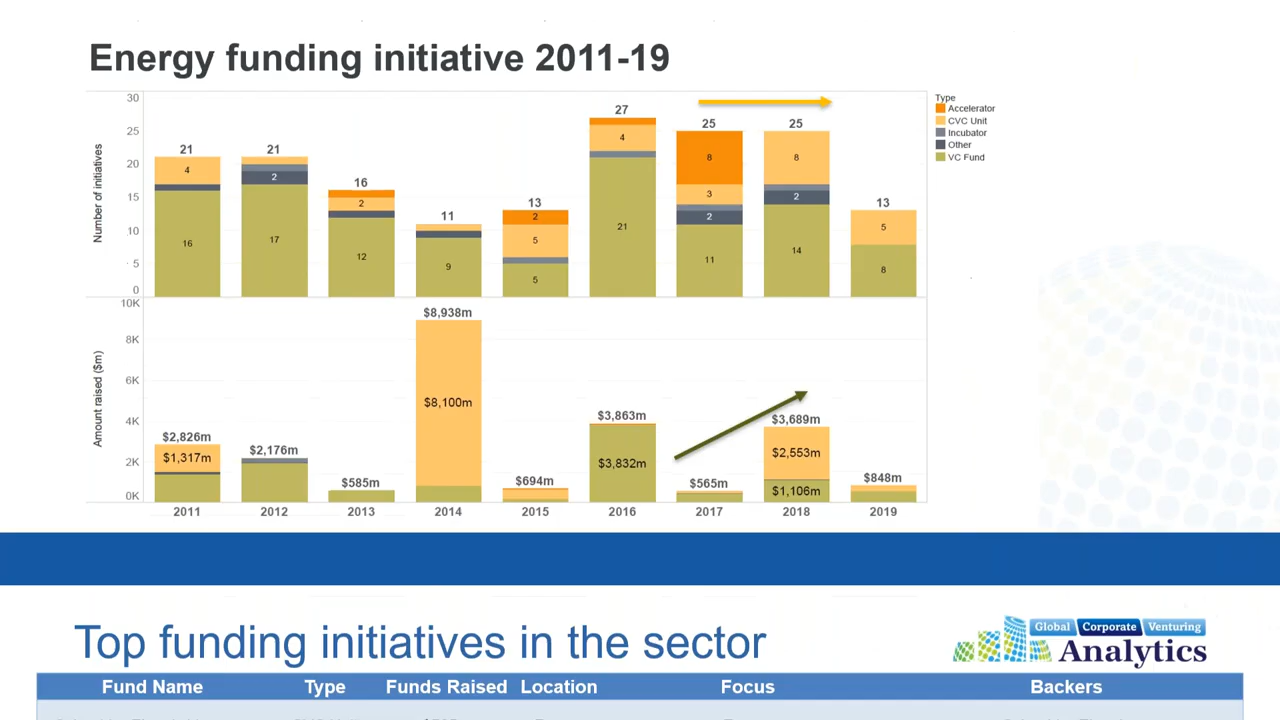 Energy funding initiative 2011-19
Number of initiatives
30
25
20
15
10
5
0
21
4
16
21
2
17
16
2
12
11
9
13
2
5
5
27
4
21
25
8
3
2
11
25
8
2
14
13
5
8
Type
Accelerator
CVC Unit
Incubator
Other
VC Fund
Amount raised ($m)
10K
8K
6K
4K
2K
0K
$2,826m
$1,317m
$2,176m
$585m
$8,938m
$8,100m
$694m
$3,863m
$3,832m
$565m
$3,689m
$2,553m
$1,106m
$848m
2011 2012 2013 2014 2015 2016 2017 2018 2019
Top funding initiatives in the sector
Global Corporate Venturing
Analytics
Fund Name Type Funds Raised Location Focus Backers